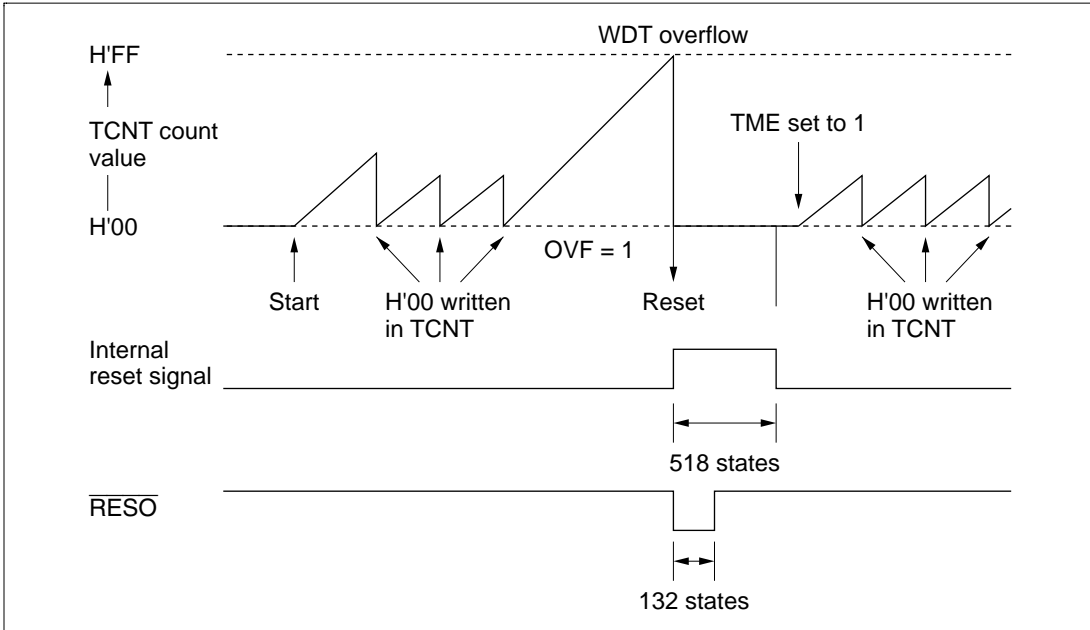 WDT overflow
H'FF
TME set to 1
TCNT count
value
H'00
OVF = 1
Start
H'00 written
in TCNT
Reset
H'00 written
in TCNT
Internal
reset signal
518 states
RESO
132 states